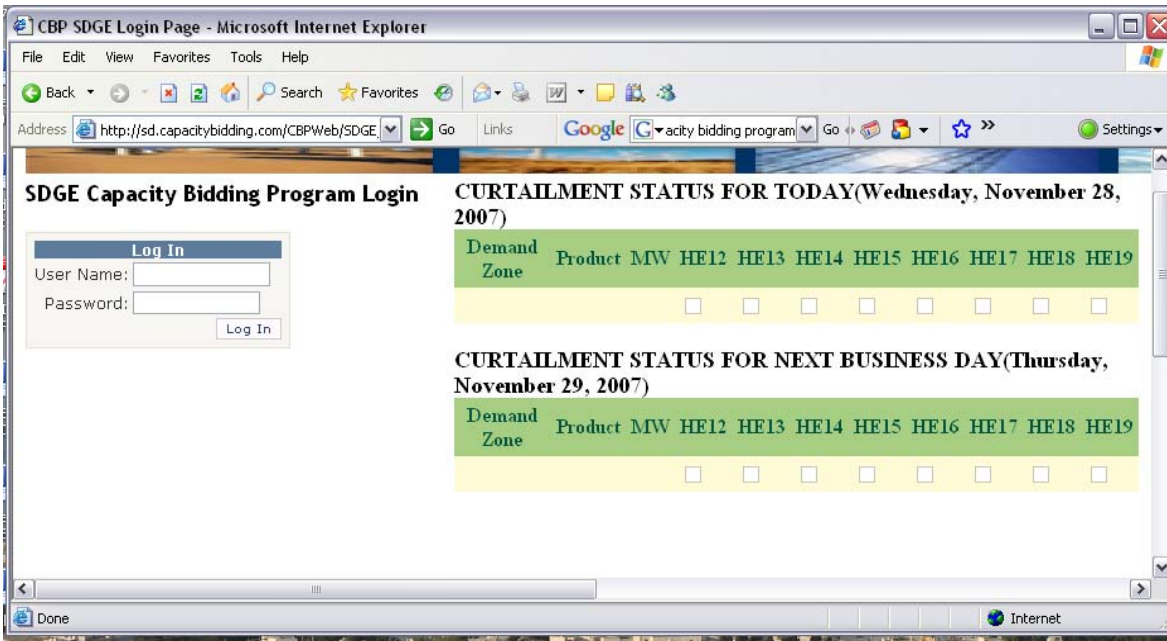 CBP SDGE Login Page - Microsoft Internet Explorer
File Edit View Favorites Tools Help
Back Search Favorites
Address http://sd.capacitybidding.com/CBPWeb/SDGE Go Links Google acity bidding program Go Settings
SDGE Capacity Bidding Program Login
Log In
User Name:
Password:
Log In
CURTAILMENT STATUS FOR TODAY(Wednesday, November 28,
2007)
Demand
Zone Product MW HE12 HE13 HE14 HE15 HE16 HE17 HE18 HE19
CURTAILMENT STATUS FOR NEXT BUSINESS DAY(Thursday,
November 29, 2007)
Demand
Zone Product MW HE12 HE13 HE14 HE15 HE16 HE17 HE18 HE19
Done Internet